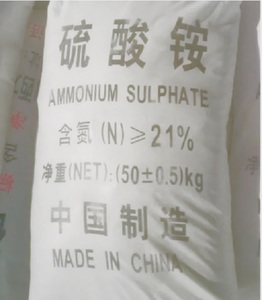 硫酸铵
AMMONIUM SULPHATE
含氮(N)≥21%
净重(NET):(50±0.5)kg
中国制造
MADE IN CHINA